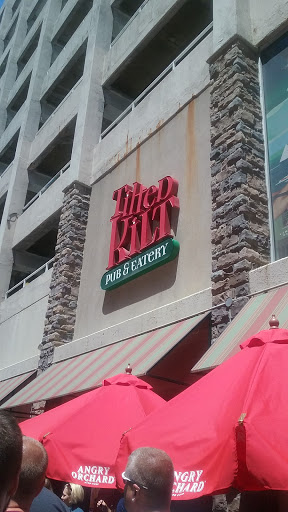 Tilted
Kilt
PUB & EATERY
ANGRY
ORCHARD
ANGRY
ORCHARD